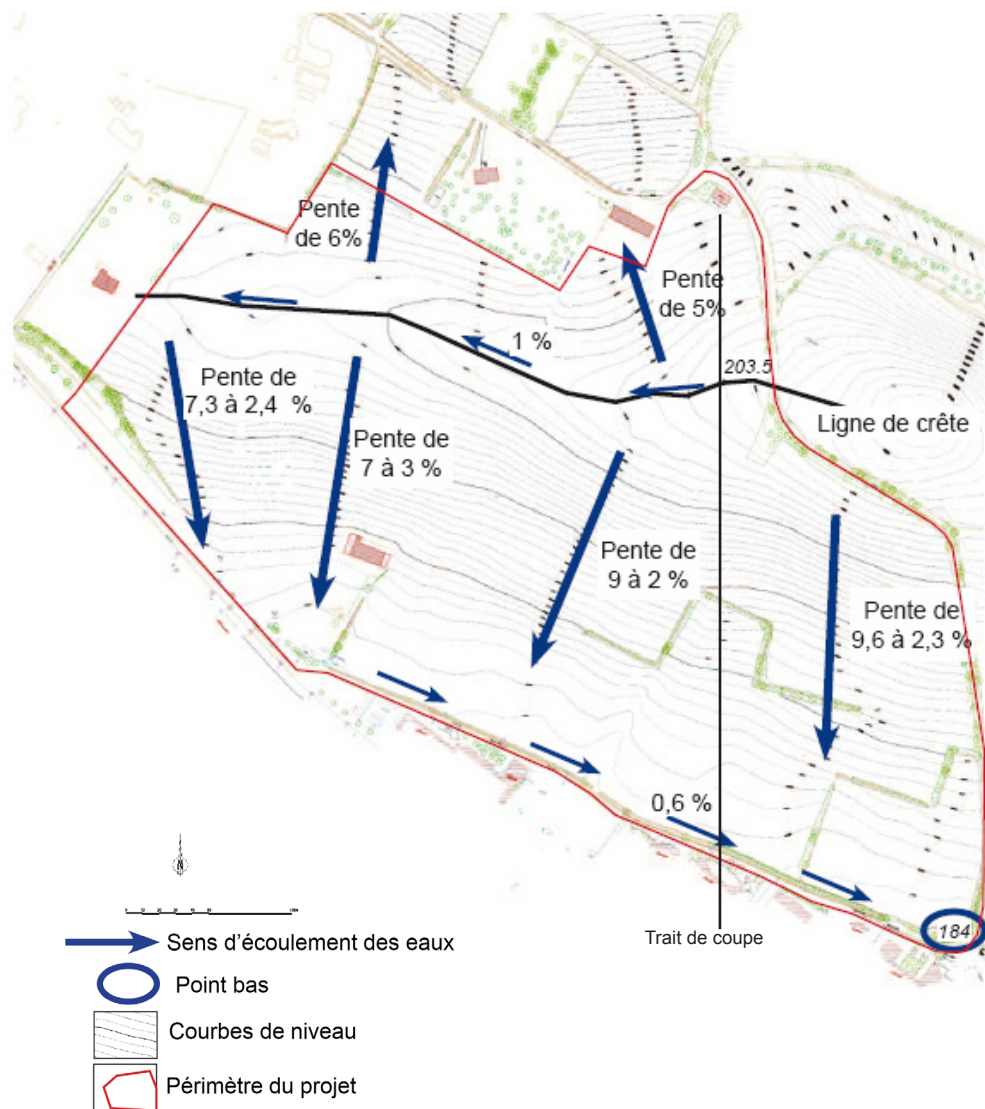 Pente
de 6%
Pente
de 5%
1 %
203.5
Ligne de crête
Pente de
7,3 à 2,4 %
Pente de
7 à 3 %
Pente de
9 à 2 %
Pente de
9,6 à 2,3 %
0,6 %
184
Trait de coupe
N
Sens d'écoulement des eaux
Point bas
Courbes de niveau
Périmètre du projet